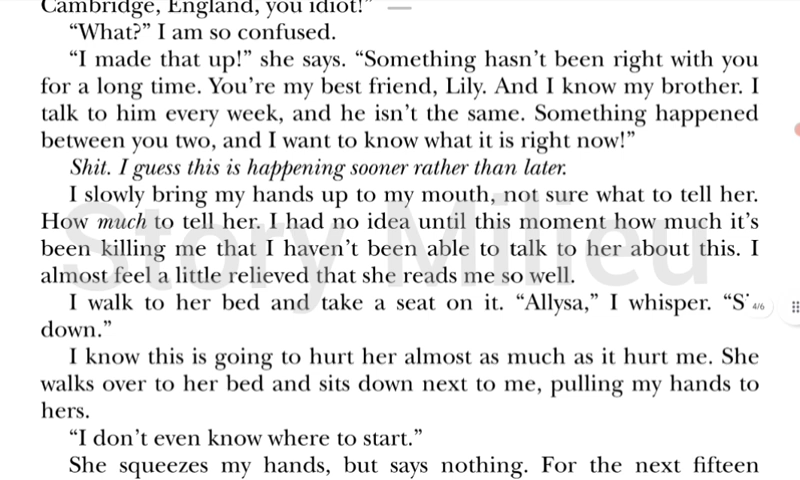 Cambridge, England, you idiot!"
“What?” I am so confused.
“I made that up!” she says. “Something hasn’t been right with you
for a long time. You’re my best friend, Lily. And I know my brother. I
talk to him every week, and he isn’t the same. Something happened
between you two, and I want to know what it is right now!”
Shit. I guess this is happening sooner rather than later.
I slowly bring my hands up to my mouth, not sure what to tell her.
How much to tell her. I had no idea until this moment how much it’s
been killing me that I haven’t been able to talk to her about this. I
almost feel a little relieved that she reads me so well.
Story Milieu
I walk to her bed and take a seat on it. “Allysa,” I whisper. “S
4/6
down.”
I know this is going to hurt her almost as much as it hurt me. She
walks over to her bed and sits down next to me, pulling my hands to
hers.
“I don’t even know where to start.”
She squeezes my hands, but says nothing. For the next fifteen